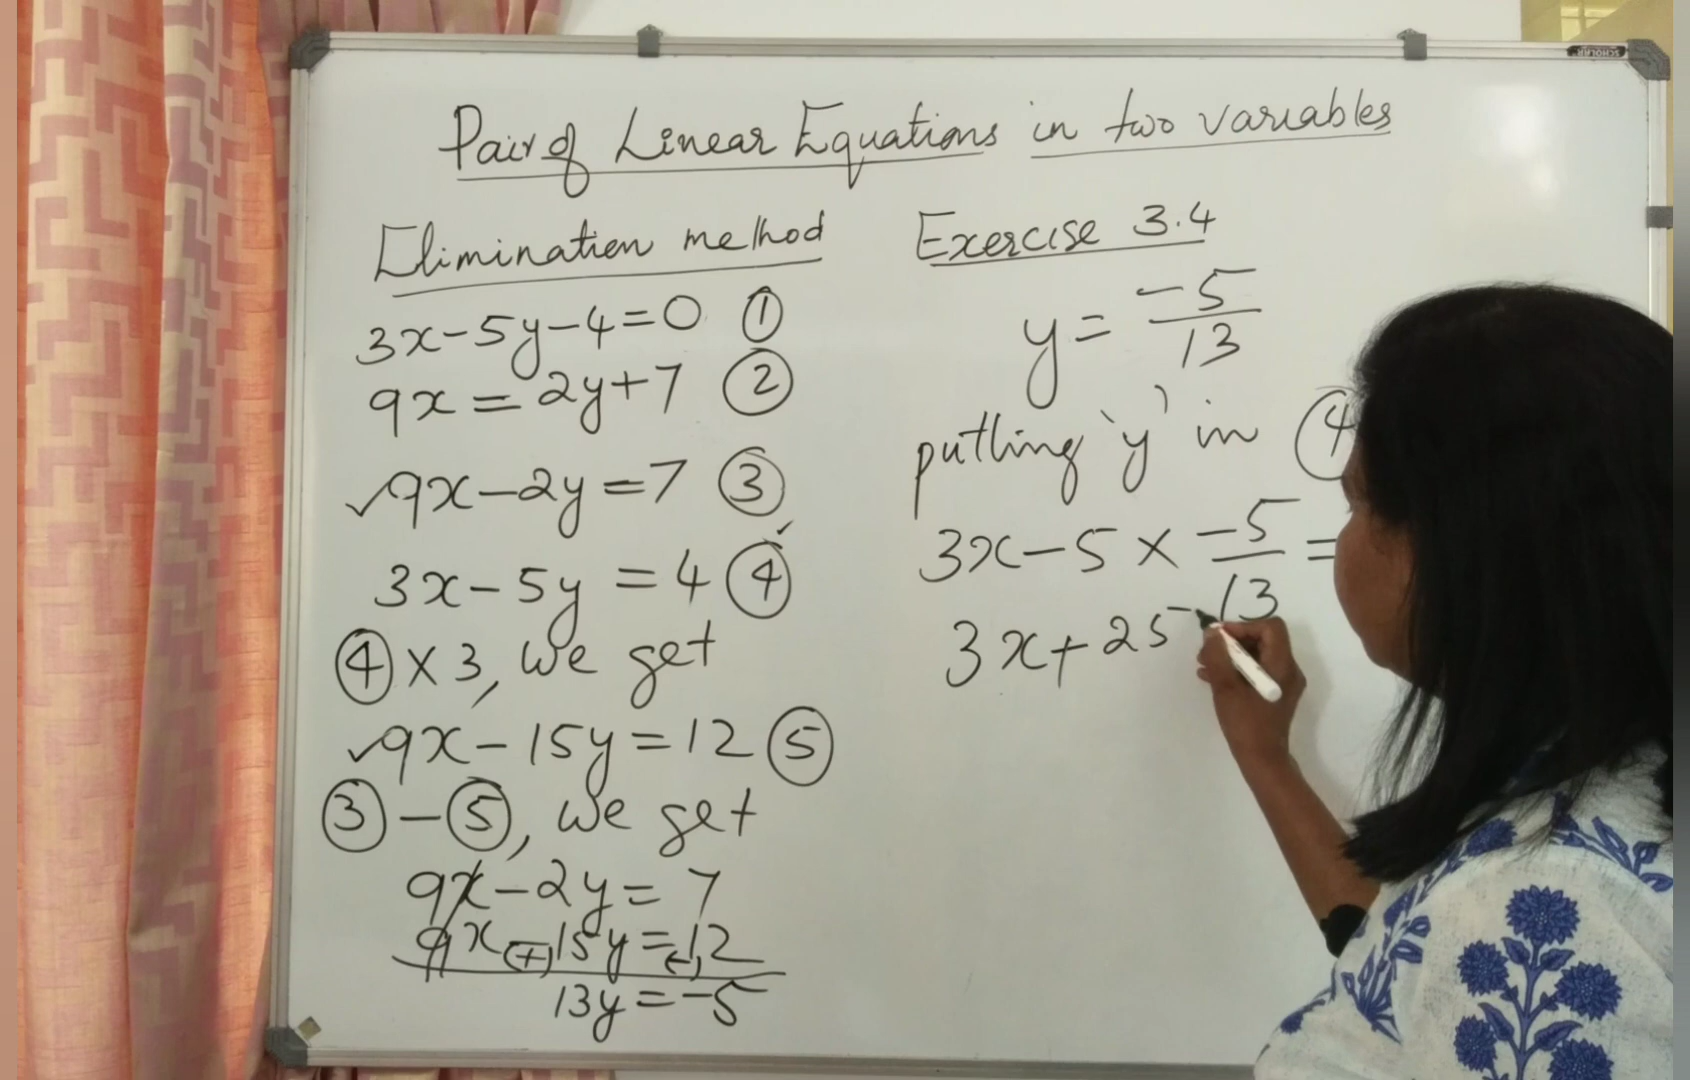 SCHOLAR
Pair of Linear Equations in two variables
Elimination method
3x-5y-4=0 ①
9x = 2y+7 ②
✓9x-2y=7 ③
3x-5y = 4 ④ ✓
④ × 3, we get
✓9x-15y=12 ⑤
③-⑤, we get
9x-2y= 7
9x(+)-15y=(-)12
13y=-5
Exercise 3.4
y= -5/13
putting 'y' in ④
3x-5 × -5/13 =
3x+25